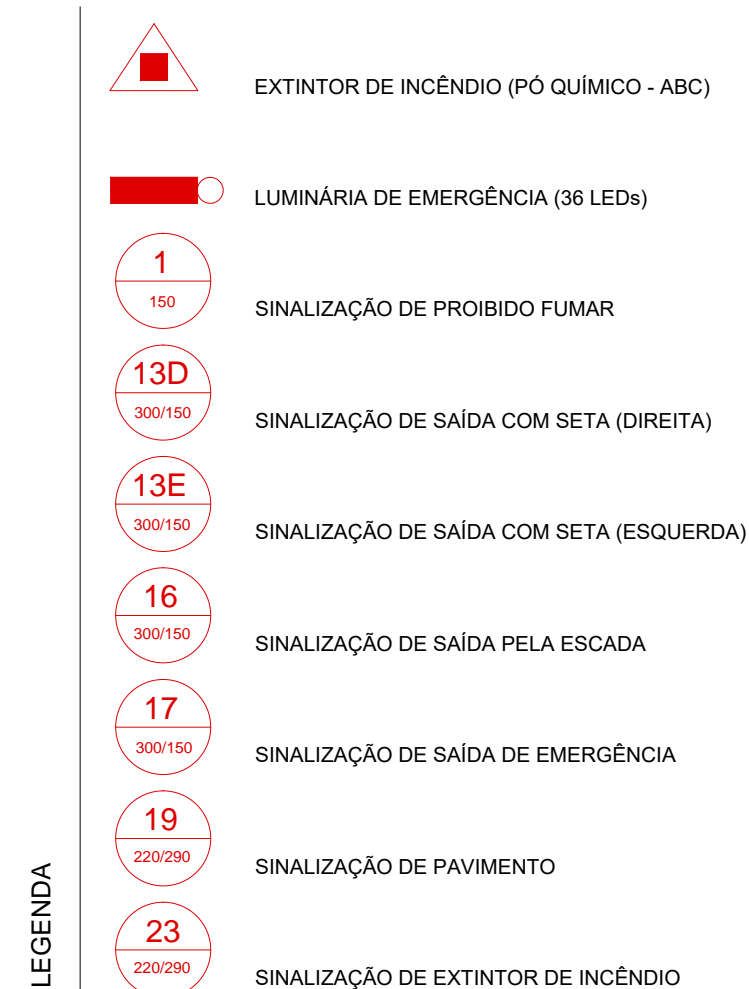 EXTINTOR DE INCÊNDIO (PÓ QUÍMICO - ABC)
LUMINÁRIA DE EMERGÊNCIA (36 LEDs)
1
150
SINALIZAÇÃO DE PROIBIDO FUMAR
13D
300/150
SINALIZAÇÃO DE SAÍDA COM SETA (DIREITA)
13E
300/150
SINALIZAÇÃO DE SAÍDA COM SETA (ESQUERDA)
16
300/150
SINALIZAÇÃO DE SAÍDA PELA ESCADA
17
300/150
SINALIZAÇÃO DE SAÍDA DE EMERGÊNCIA
19
220/290
SINALIZAÇÃO DE PAVIMENTO
23
220/290
SINALIZAÇÃO DE EXTINTOR DE INCÊNDIO
LEGENDA